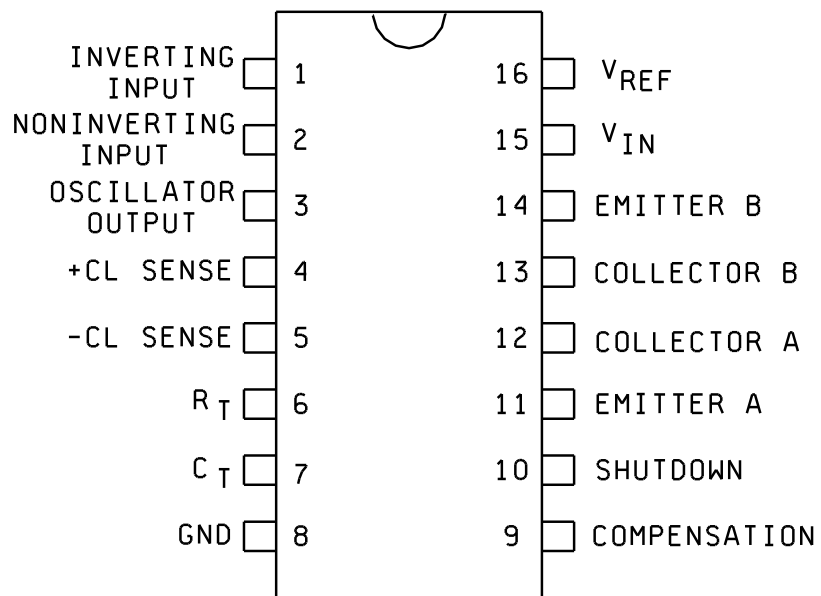 INVERTING
INPUT 1 16 VREF
NONINVERTING
INPUT 2 15 VIN
OSCILLATOR
OUTPUT 3 14 EMITTER B
+CL SENSE 4 13 COLLECTOR B
-CL SENSE 5 12 COLLECTOR A
RT 6 11 EMITTER A
CT 7 10 SHUTDOWN
GND 8 9 COMPENSATION